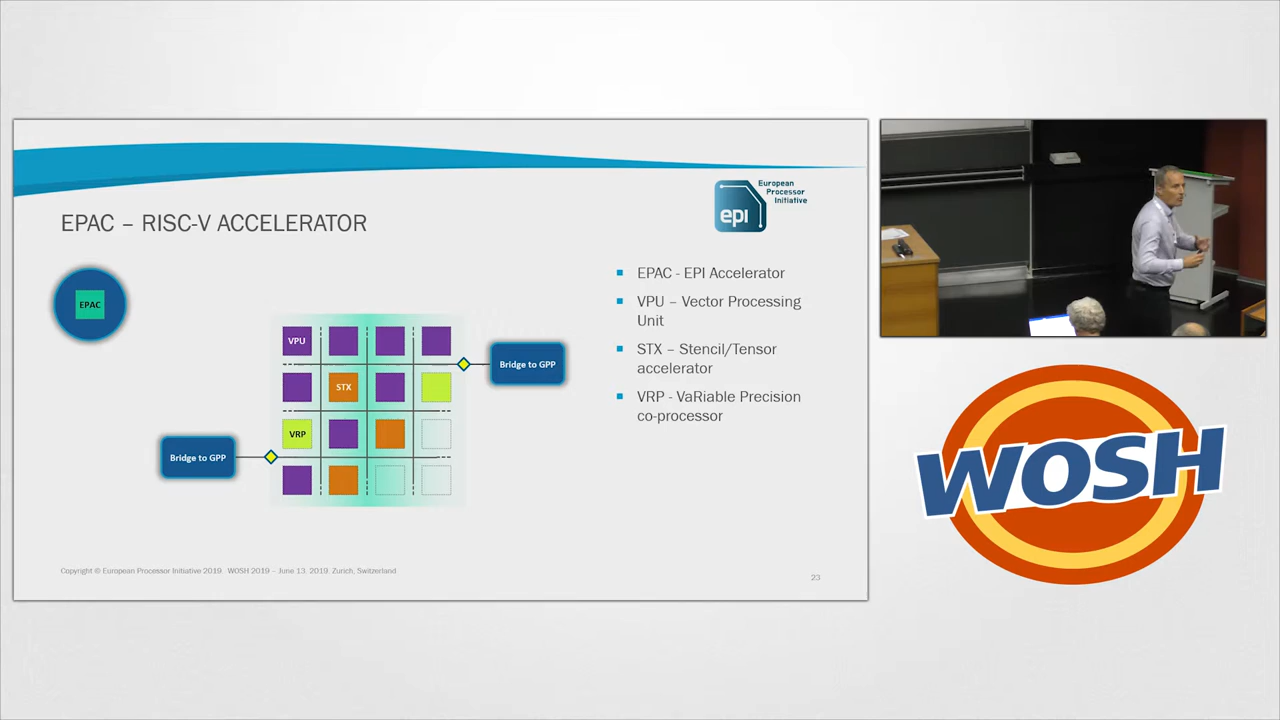 European
Processor
Initiative
epi
EPAC – RISC-V ACCELERATOR
EPAC
VPU
STX
VRP
Bridge to GPP
Bridge to GPP
EPAC - EPI Accelerator
VPU – Vector Processing
Unit
STX – Stencil/Tensor
accelerator
VRP - VaRiable Precision
co-processor
Copyright © European Processor Initiative 2019. WOSH 2019 – June 13. 2019. Zurich, Switzerland
23
WOSH